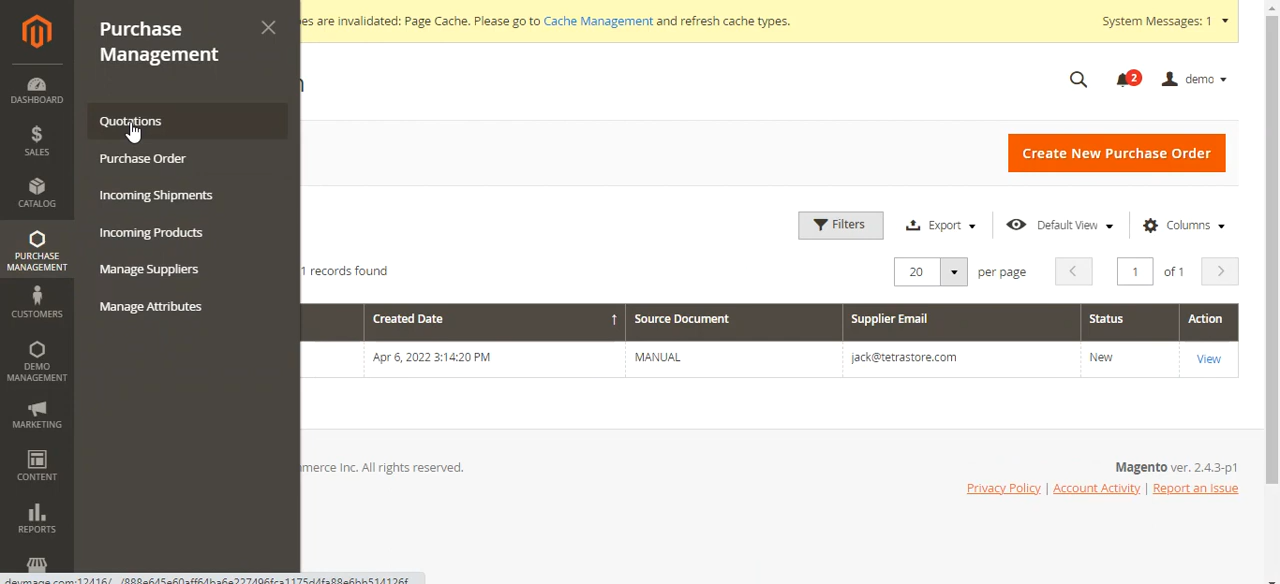 Purchase
Management
Quotations
Purchase Order
Incoming Shipments
Incoming Products
Manage Suppliers
Manage Attributes
DASHBOARD
$
SALES
CATALOG
PURCHASE
MANAGEMENT
CUSTOMERS
DEMO
MANAGEMENT
MARKETING
CONTENT
REPORTS
are invalidated: Page Cache. Please go to Cache Management and refresh cache types.
System Messages: 1
2
demo
Create New Purchase Order
Filters
Export
Default View
Columns
1 records found
20
per page
1
of 1
Created Date ↑ Source Document Supplier Email Status Action
Apr 6, 2022 3:14:20 PM MANUAL jack@tetrastore.com New View
Inc. All rights reserved.
Magento ver. 2.4.3-p1
Privacy Policy | Account Activity | Report an Issue